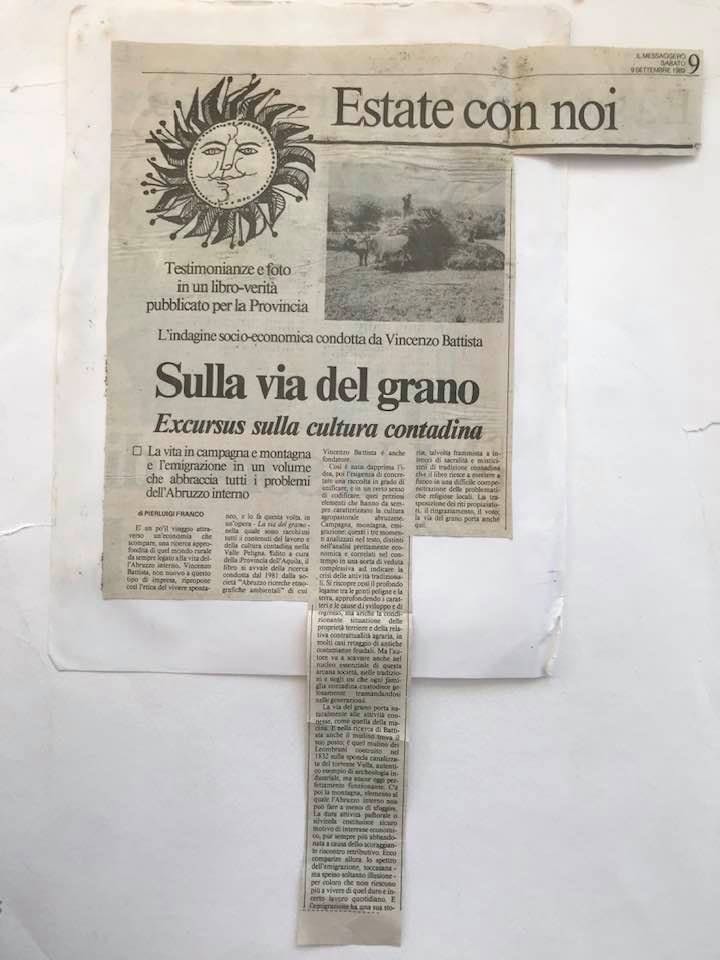 IL MESSAGGERO
SABATO
9 SETTEMBRE 1989
9
Estate con noi
Testimonianze e foto
in un libro-verità
pubblicato per la Provincia
L'indagine socio-economica condotta da Vincenzo Battista
Sulla via del grano
Excursus sulla cultura contadina
□ La vita in campagna e montagna
e l'emigrazione in un volume
che abbraccia tutti i problemi
dell'Abruzzo interno
di PIERLUIGI FRANCO
E' un po'il viaggio attra-
verso un'economia che
scompare, una ricerca appro-
fondita di quel mondo rurale
da sempre legato alla vita del-
l'Abruzzo interno. Vincenzo
Battista, non nuovo a questo
tipo di impresa, ripropone
così l'etica del vivere sponta-
neo, e lo fa questa volta in
un'opera - La via del grano -
nella quale sono racchiusi
tutti i contenuti del lavoro e
della cultura contadina nella
Valle Peligna. Edito a cura
della Provincia dell'Aquila, il
libro si avvale della ricerca
condotta dal 1981 dalla so-
cietà "Abruzzo ricerche etno-
grafiche ambientali" di cui
Vincenzo Battista è anche
fondatore.
Così è nata dapprima l'i-
dea, poi l'esigenza di concre-
tare una raccolta in grado di
unificare, e in un certo senso
di codificare, quei preziosi
elementi che hanno da sem-
pre caratterizzato la cultura
agropastorale abruzzese.
Campagna, montagna, emi-
grazione: questi i tre momen-
ti analizzati nel testo, distinti
nell'analisi prettamente eco-
nomica e correlati nel con-
tempo in una sorta di veduta
complessiva ad indicare la
crisi delle attività tradiziona-
li. Si riscopre così il profondo
legame tra le genti peligne e la
terra, approfondendo i carat-
teri e le cause di sviluppo e di
regresso, ma anche la condi-
zionante situazione delle
proprietà terriere e della rela-
tiva contrattualità agraria, in
molti casi retaggio di antiche
costumanze feudali. Ma l'au-
tore va a scavare anche nel
nucleo essenziale di questa
arcana società, nelle tradizio-
ni e negli usi che ogni fami-
glia contadina custodisce ge-
losamente tramandandosi
nelle generazioni.
La via del grano porta na-
turalmente alle attività con-
nesse, come quella della ma-
cina. E nella ricerca di Batti-
sta anche il mulino trova il
suo posto: è quel mulino dei
Leombruni costruito nel
1832 sulla sponda canalizza-
ta del torrente Vella, autenti-
co esempio di archeologia in-
dustriale, ma ancor oggi per-
fettamente funzionante. C'è
poi la montagna, elemento al
quale l'Abruzzo interno non
può fare a meno di sfuggire.
La dura attività pastorale o
silvicola costituisce sicuro
motivo di interesse economi-
co, pur sempre più abbando-
nata a causa dello scoraggian-
te riscontro retributivo. Ecco
comparire allora, lo spettro
dell'emigrazione, toccasana -
ma spesso soltanto illusione -
per coloro che non riescono
più a vivere di quel duro e in-
certo lavoro quotidiano. E
l'emigrazione ha una sua sto-
ria, talvolta frammista a in-
trecci di sacralità e mistici-
smi di tradizione contadina
che il libro riesce a svelare a
fuoco in una difficile com-
penetrazione delle problemati-
che religiose locali. La tra-
sposizione dei riti propiziato-
ri, il ringraziamento, il voto:
la via del grano porta anche
qui.